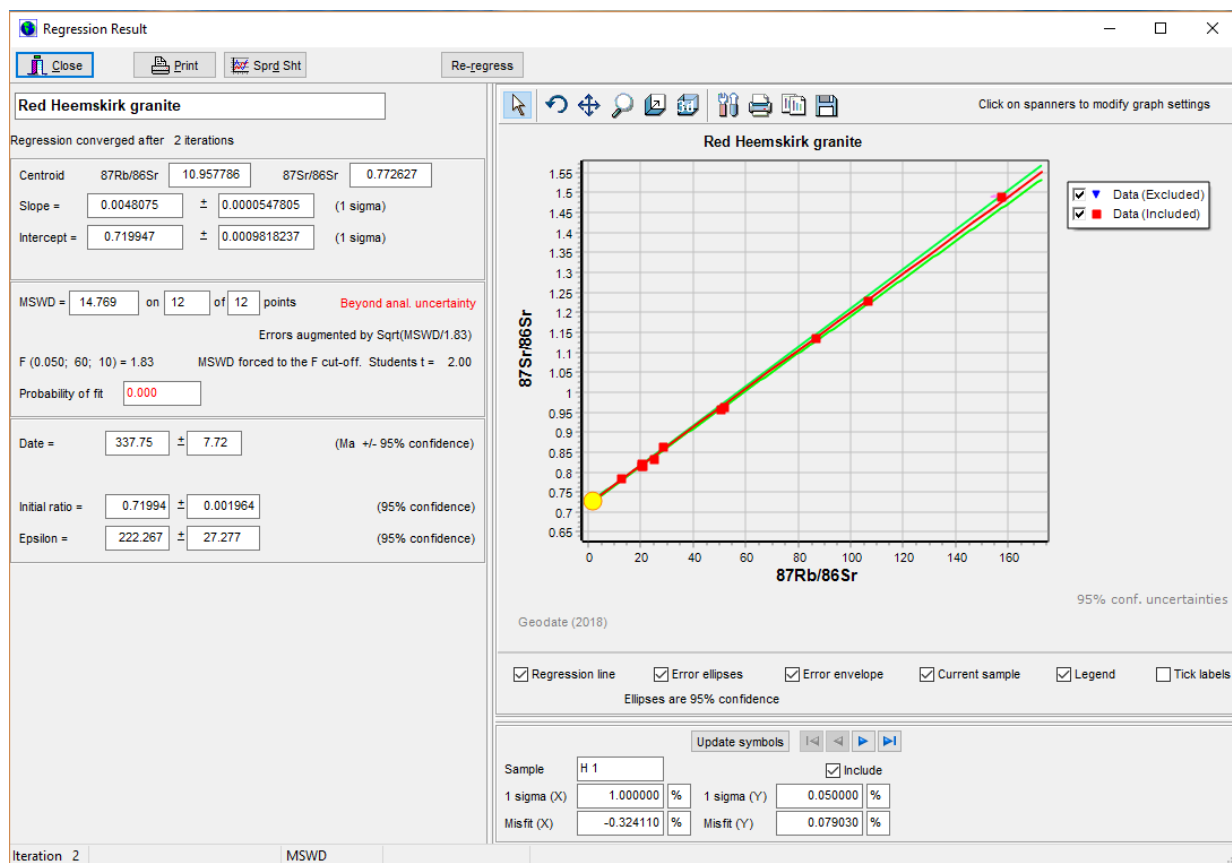 Regression Result
Close Print Sprd Sht Re-regress
Red Heemskirk granite
Regression converged after 2 iterations
Centroid 87Rb/86Sr 10.957786 87Sr/86Sr 0.772627
Slope = 0.0048075 ± 0.0000547805 (1 sigma)
Intercept = 0.719947 ± 0.0009818237 (1 sigma)
MSWD = 14.769 on 12 of 12 points Beyond anal. uncertainty
Errors augmented by Sqrt(MSWD/1.83)
F (0.050; 60; 10) = 1.83 MSWD forced to the F cut-off. Students t = 2.00
Probability of fit 0.000
Date = 337.75 ± 7.72 (Ma +/- 95% confidence)
Initial ratio = 0.71994 ± 0.001964 (95% confidence)
Epsilon = 222.267 ± 27.277 (95% confidence)
Click on spanners to modify graph settings
Red Heemskirk granite
87Sr/86Sr
1.55
1.5
1.45
1.4
1.35
1.3
1.25
1.2
1.15
1.1
1.05
1
0.95
0.9
0.85
0.8
0.75
0.7
0.65
0 20 40 60 80 100 120 140 160
87Rb/86Sr
Data (Excluded)
Data (Included)
95% conf. uncertainties
Geodate (2018)
Regression line Error ellipses Error envelope Current sample Legend Tick labels
Ellipses are 95% confidence
Update symbols
Sample H 1 Include
1 sigma (X) 1.000000 % 1 sigma (Y) 0.050000 %
Misfit (X) -0.324110 % Misfit (Y) 0.079030 %
Iteration 2 MSWD